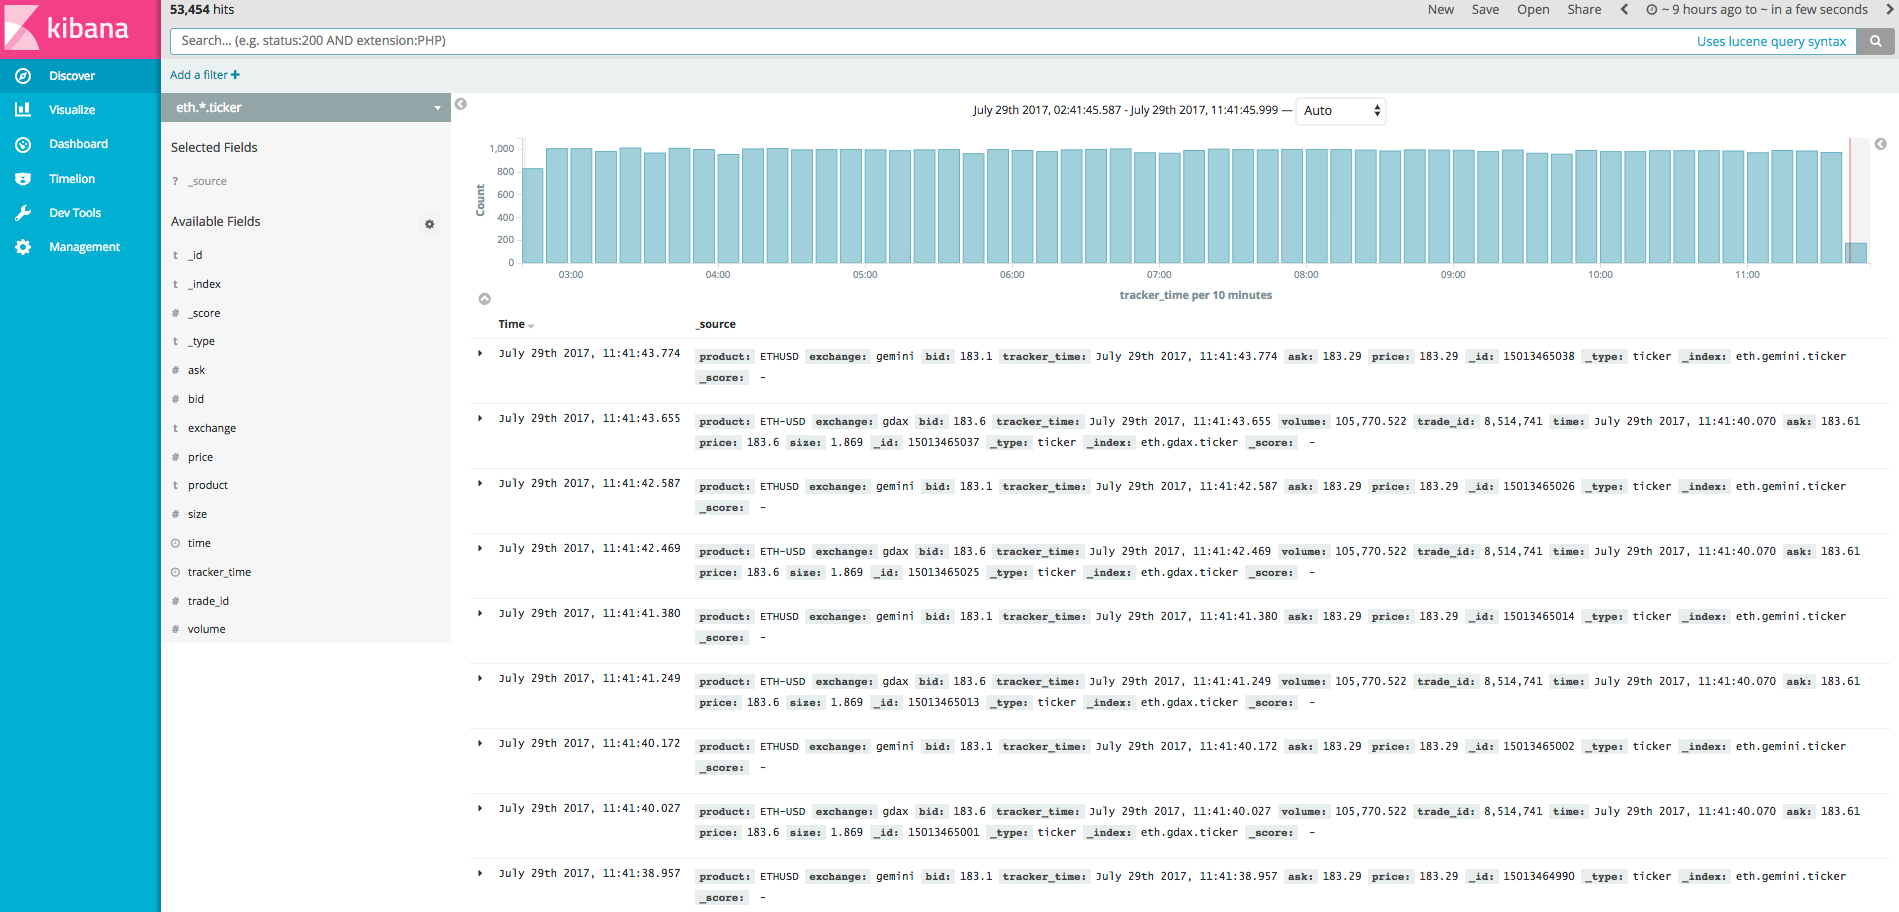 53,454 hits
New Save Open Share ~ 9 hours ago to ~ in a few seconds
kibana
Search... (e.g. status:200 AND extension:PHP) Uses lucene query syntax
Add a filter +
Discover
Visualize
Dashboard
Timelion
Dev Tools
Management
eth.*.ticker
Selected Fields
? _source
Available Fields
t _id
t _index
# _score
t _type
# ask
# bid
t exchange
# price
t product
# size
time
tracker_time
# trade_id
# volume
July 29th 2017, 02:41:45.587 - July 29th 2017, 11:41:45.999 — Auto
Count
1,000
800
600
400
200
0
03:00 04:00 05:00 06:00 07:00 08:00 09:00 10:00 11:00
tracker_time per 10 minutes
Time _source
July 29th 2017, 11:41:43.774 product: ETHUSD exchange: gemini bid: 183.1 tracker_time: July 29th 2017, 11:41:43.774 ask: 183.29 price: 183.29 _id: 15013465038 _type: ticker _index: eth.gemini.ticker
_score: -
July 29th 2017, 11:41:43.655 product: ETH-USD exchange: gdax bid: 183.6 tracker_time: July 29th 2017, 11:41:43.655 volume: 105,770.522 trade_id: 8,514,741 time: July 29th 2017, 11:41:40.070 ask: 183.61
price: 183.6 size: 1.869 _id: 15013465037 _type: ticker _index: eth.gdax.ticker _score: -
July 29th 2017, 11:41:42.587 product: ETHUSD exchange: gemini bid: 183.1 tracker_time: July 29th 2017, 11:41:42.587 ask: 183.29 price: 183.29 _id: 15013465026 _type: ticker _index: eth.gemini.ticker
_score: -
July 29th 2017, 11:41:42.469 product: ETH-USD exchange: gdax bid: 183.6 tracker_time: July 29th 2017, 11:41:42.469 volume: 105,770.522 trade_id: 8,514,741 time: July 29th 2017, 11:41:40.070 ask: 183.61
price: 183.6 size: 1.869 _id: 15013465025 _type: ticker _index: eth.gdax.ticker _score: -
July 29th 2017, 11:41:41.380 product: ETHUSD exchange: gemini bid: 183.1 tracker_time: July 29th 2017, 11:41:41.380 ask: 183.29 price: 183.29 _id: 15013465014 _type: ticker _index: eth.gemini.ticker
_score: -
July 29th 2017, 11:41:41.249 product: ETH-USD exchange: gdax bid: 183.6 tracker_time: July 29th 2017, 11:41:41.249 volume: 105,770.522 trade_id: 8,514,741 time: July 29th 2017, 11:41:40.070 ask: 183.61
price: 183.6 size: 1.869 _id: 15013465013 _type: ticker _index: eth.gdax.ticker _score: -
July 29th 2017, 11:41:40.172 product: ETHUSD exchange: gemini bid: 183.1 tracker_time: July 29th 2017, 11:41:40.172 ask: 183.29 price: 183.29 _id: 15013465002 _type: ticker _index: eth.gemini.ticker
_score: -
July 29th 2017, 11:41:40.027 product: ETH-USD exchange: gdax bid: 183.6 tracker_time: July 29th 2017, 11:41:40.027 volume: 105,770.522 trade_id: 8,514,741 time: July 29th 2017, 11:41:40.070 ask: 183.61
price: 183.6 size: 1.869 _id: 15013465001 _type: ticker _index: eth.gdax.ticker _score: -
July 29th 2017, 11:41:38.957 product: ETHUSD exchange: gemini bid: 183.1 tracker_time: July 29th 2017, 11:41:38.957 ask: 183.29 price: 183.29 _id: 15013464990 _type: ticker _index: eth.gemini.ticker
_score: -